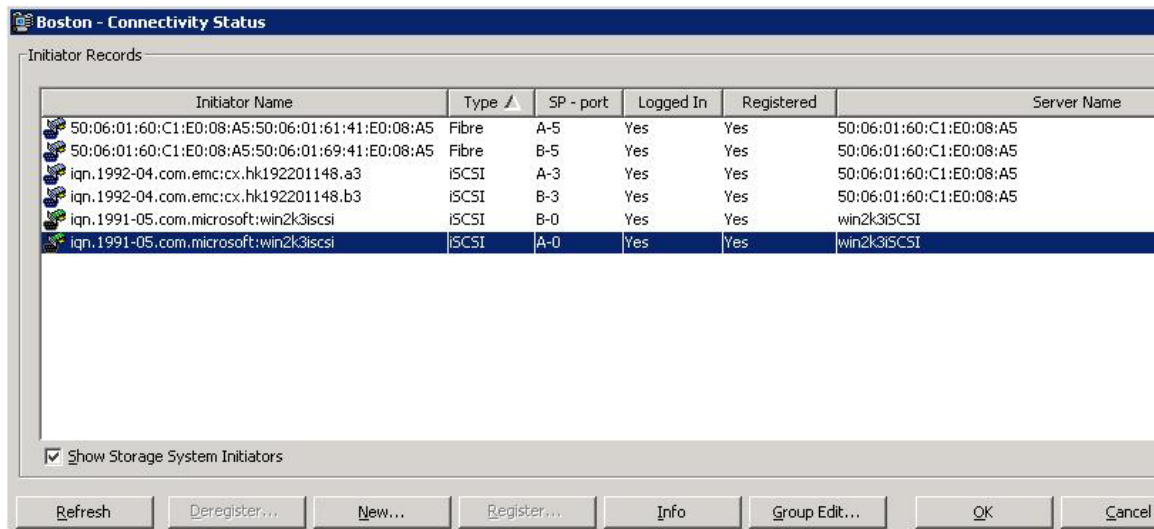 Boston - Connectivity Status
Initiator Records
Initiator Name Type SP - port Logged In Registered Server Name
50:06:01:60:C1:E0:08:A5:50:06:01:61:41:E0:08:A5 Fibre A-5 Yes Yes 50:06:01:60:C1:E0:08:A5
50:06:01:60:C1:E0:08:A5:50:06:01:69:41:E0:08:A5 Fibre B-5 Yes Yes 50:06:01:60:C1:E0:08:A5
iqn.1992-04.com.emc:cx.hk192201148.a3 iSCSI A-3 Yes Yes 50:06:01:60:C1:E0:08:A5
iqn.1992-04.com.emc:cx.hk192201148.b3 iSCSI B-3 Yes Yes 50:06:01:60:C1:E0:08:A5
iqn.1991-05.com.microsoft:win2k3iscsi iSCSI B-0 Yes Yes win2k3iSCSI
iqn.1991-05.com.microsoft:win2k3iscsi iSCSI A-0 Yes Yes win2k3iSCSI
Show Storage System Initiators
Refresh Deregister... New... Register... Info Group Edit... OK Cancel